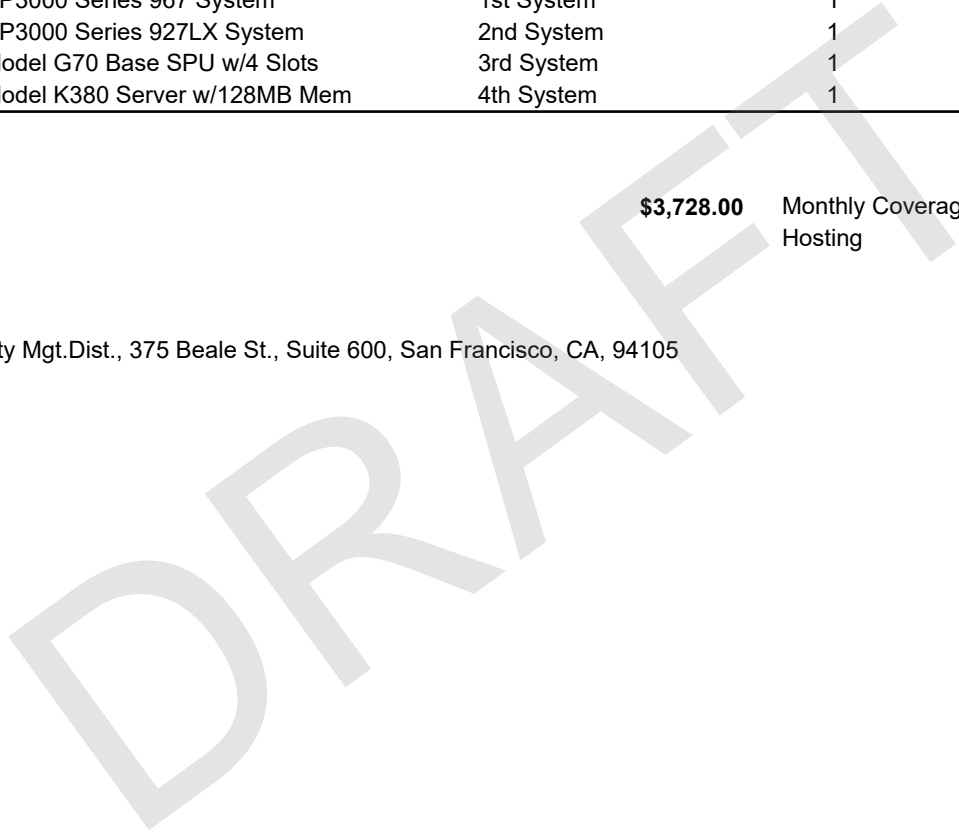 P3000 Series 967 System 1st System 1
P3000 Series 927LX System 2nd System 1
odel G70 Base SPU w/4 Slots 3rd System 1
odel K380 Server w/128MB Mem 4th System 1
$3,728.00 Monthly Coverag
Hosting
ty Mgt.Dist., 375 Beale St., Suite 600, San Francisco, CA, 94105
DRAFT